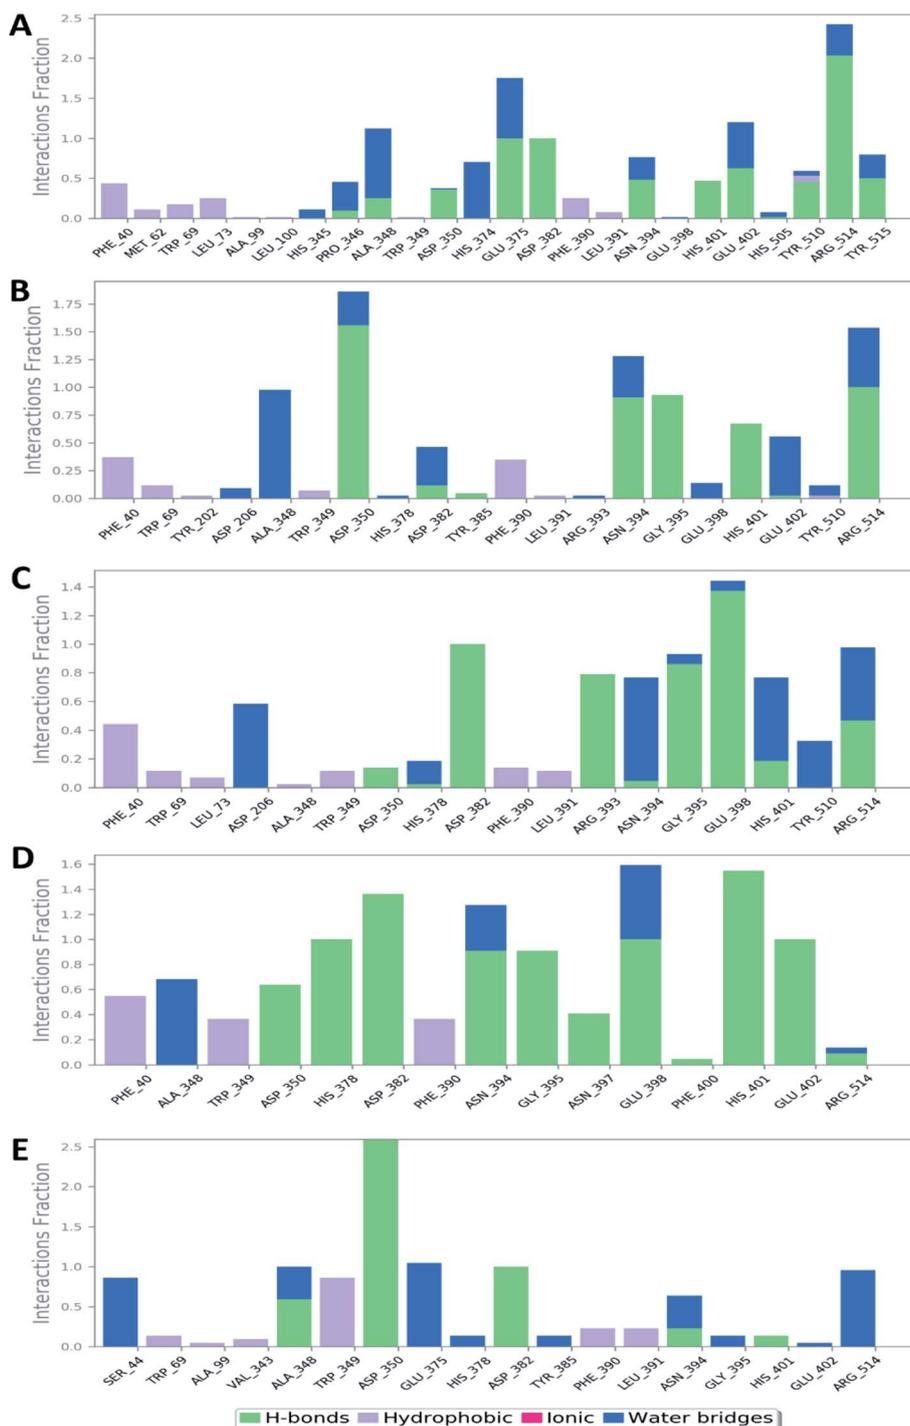 A
Interactions Fraction
2.5
2.0
1.5
1.0
0.5
0.0
PHE_40 MET_62 TRP_69 LEU_73 ALA_99 LEU_100 HIS_345 PRO_346 ALA_348 TRP_349 ASP_350 HIS_374 GLU_375 ASP_382 PHE_390 LEU_391 ASN_394 GLU_398 HIS_401 GLU_402 HIS_505 TYR_510 ARG_514 TYR_515
B
Interactions Fraction
1.75
1.50
1.25
1.00
0.75
0.50
0.25
0.00
PHE_40 TRP_69 TYR_202 ASP_206 ALA_348 TRP_349 ASP_350 HIS_378 ASP_382 TYR_385 PHE_390 LEU_391 ARG_393 ASN_394 GLY_395 GLU_398 HIS_401 GLU_402 TYR_510 ARG_514
C
Interactions Fraction
1.4
1.2
1.0
0.8
0.6
0.4
0.2
0.0
PHE_40 TRP_69 LEU_73 ASP_206 ALA_348 TRP_349 ASP_350 HIS_378 ASP_382 PHE_390 LEU_391 ARG_393 ASN_394 GLY_395 GLU_398 HIS_401 TYR_510 ARG_514
D
Interactions Fraction
1.6
1.4
1.2
1.0
0.8
0.6
0.4
0.2
0.0
PHE_40 ALA_348 TRP_349 ASP_350 HIS_378 ASP_382 PHE_390 ASN_394 GLY_395 ASN_397 GLU_398 PHE_400 HIS_401 GLU_402 ARG_514
E
Interactions Fraction
2.5
2.0
1.5
1.0
0.5
0.0
SER_44 TRP_69 ALA_99 VAL_343 ALA_348 TRP_349 ASP_350 GLU_375 HIS_378 ASP_382 TYR_385 PHE_390 LEU_391 ASN_394 GLY_395 HIS_401 GLU_402 ARG_514
H-bonds Hydrophobic Ionic Water bridges